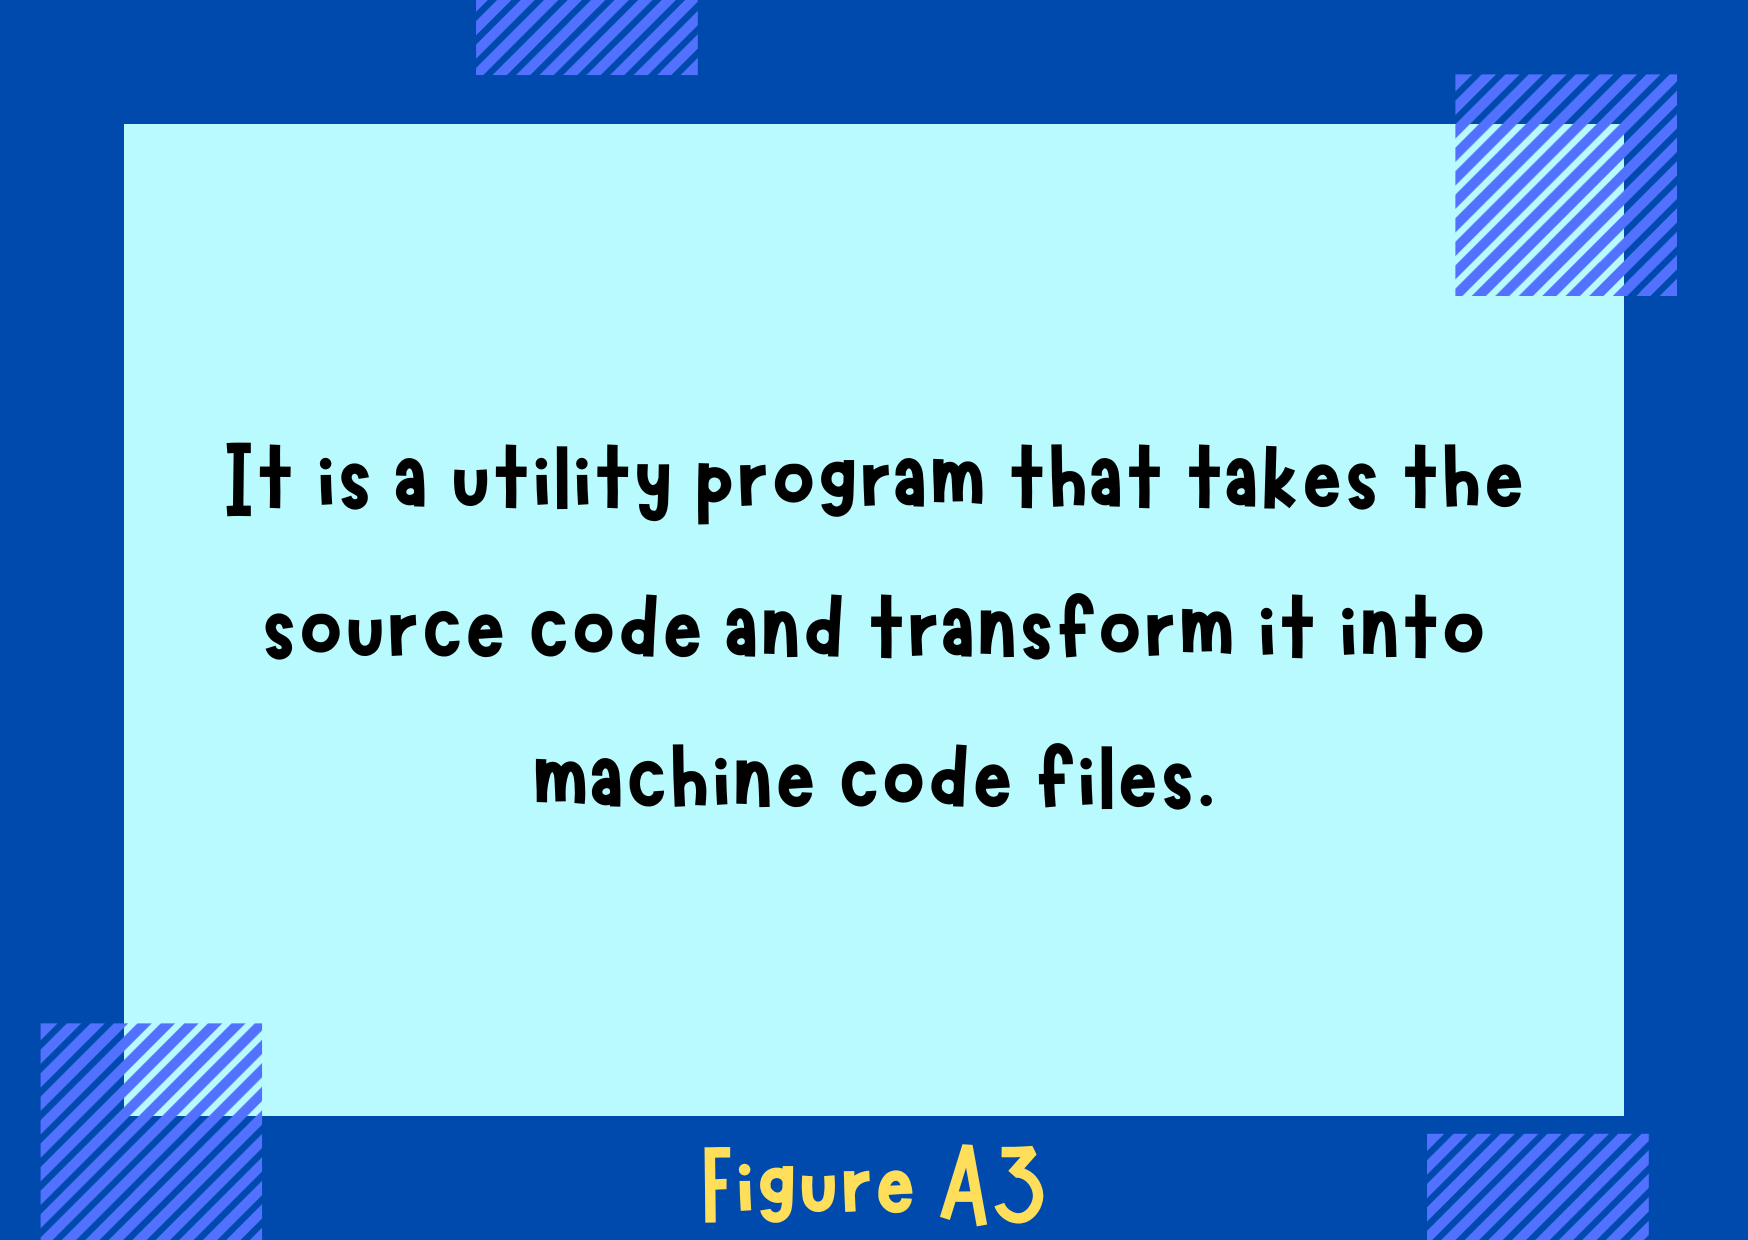 It is a utility program that takes the
source code and transform it into
machine code files.
Figure A3